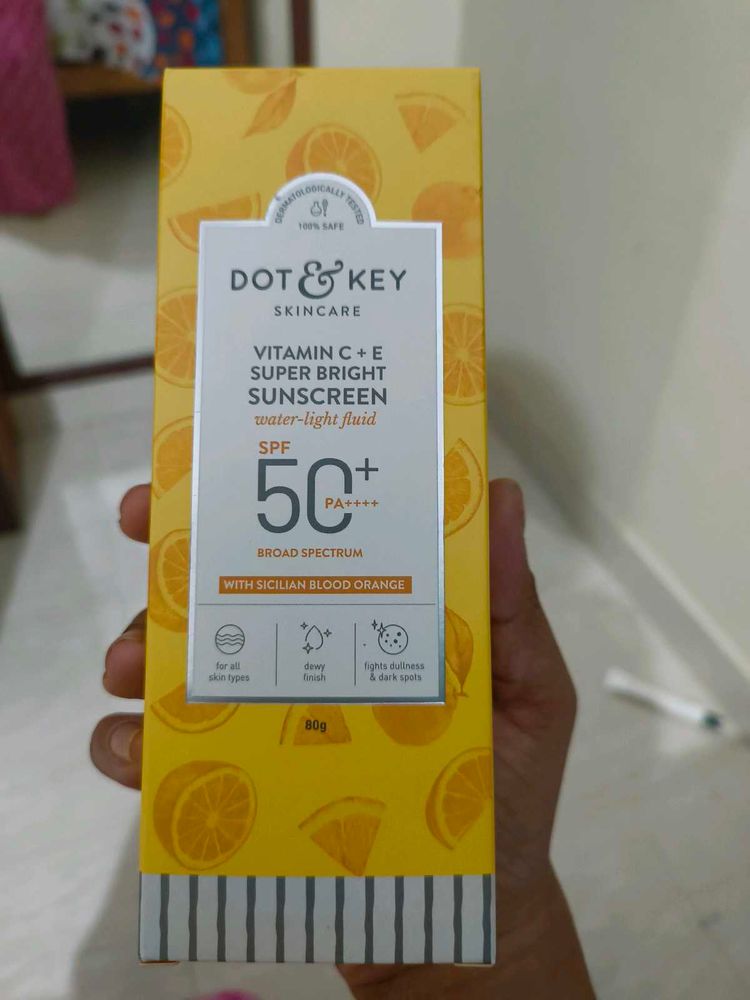 DERMATOLOGICALLY TESTED
100% SAFE
DOT & KEY
SKINCARE
VITAMIN C + E
SUPER BRIGHT
SUNSCREEN
water-light fluid
SPF
50+
PA++++
BROAD SPECTRUM
WITH SICILIAN BLOOD ORANGE
for all
skin types
dewy
finish
fights dullness
& dark spots
80g